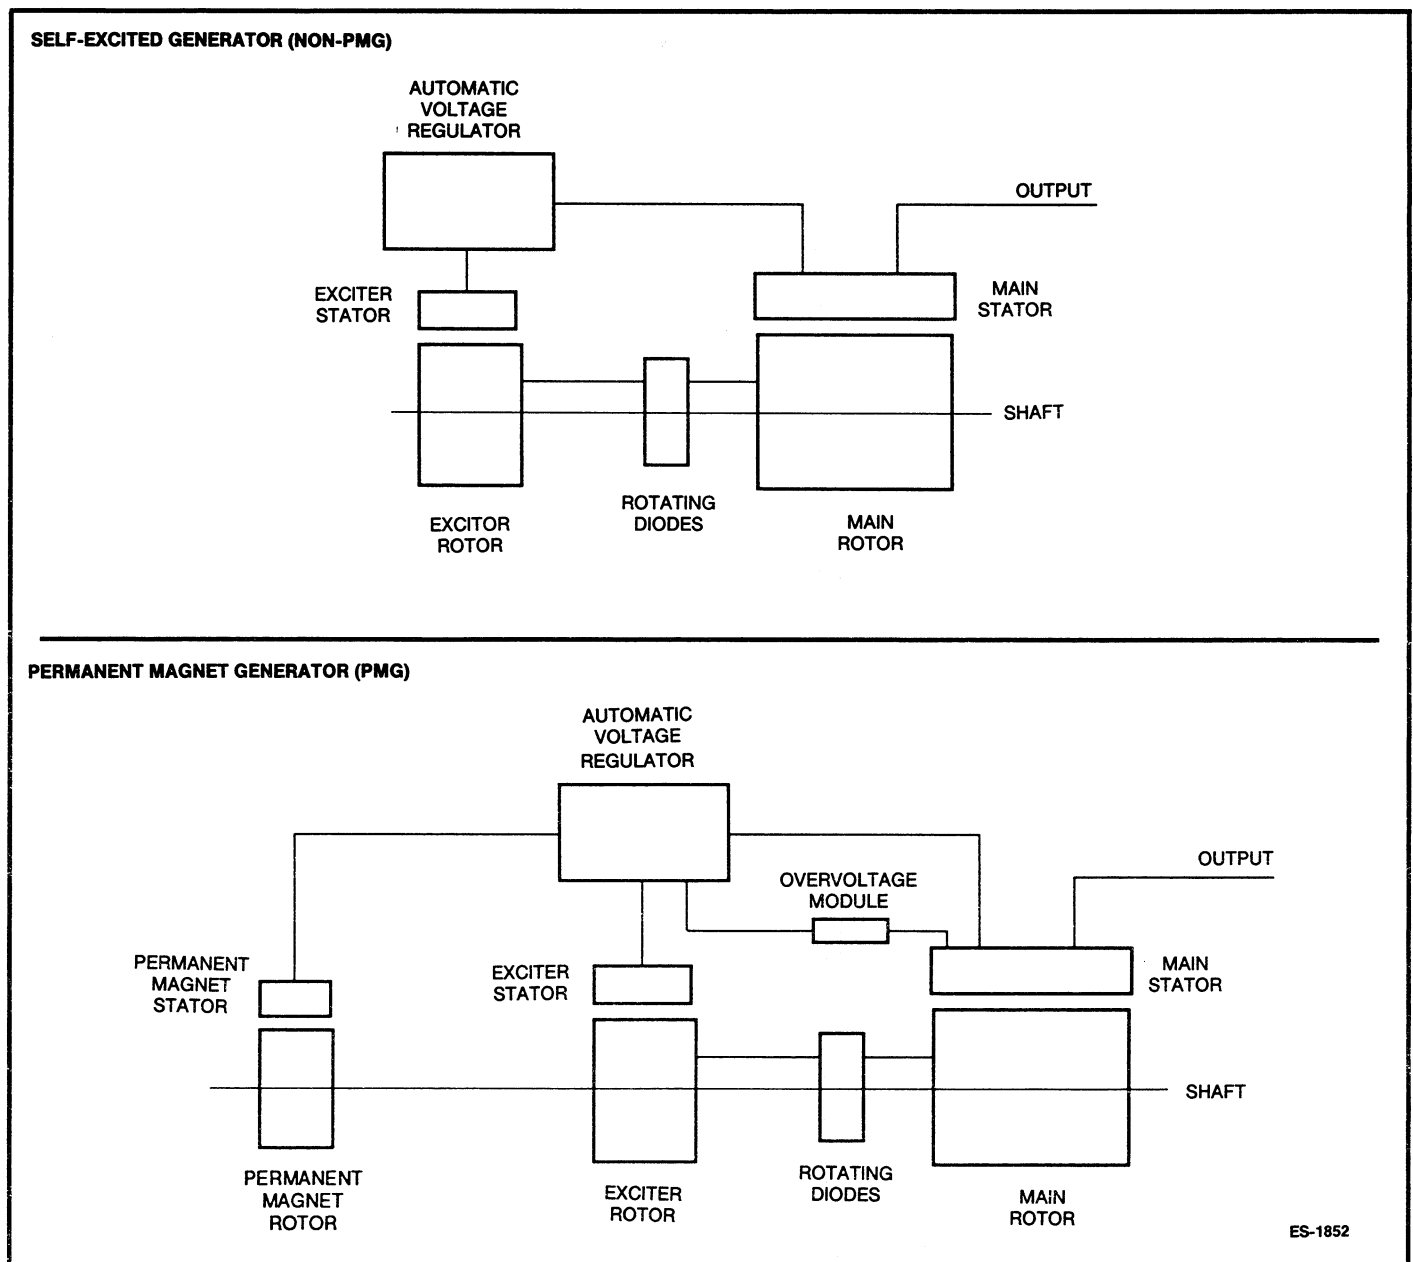 SELF-EXCITED GENERATOR (NON-PMG)
AUTOMATIC
VOLTAGE
REGULATOR
OUTPUT
EXCITER
STATOR
MAIN
STATOR
SHAFT
EXCITOR
ROTOR
ROTATING
DIODES
MAIN
ROTOR
PERMANENT MAGNET GENERATOR (PMG)
AUTOMATIC
VOLTAGE
REGULATOR
OUTPUT
OVERVOLTAGE
MODULE
PERMANENT
MAGNET
STATOR
EXCITER
STATOR
MAIN
STATOR
SHAFT
PERMANENT
MAGNET
ROTOR
EXCITER
ROTOR
ROTATING
DIODES
MAIN
ROTOR
ES-1852